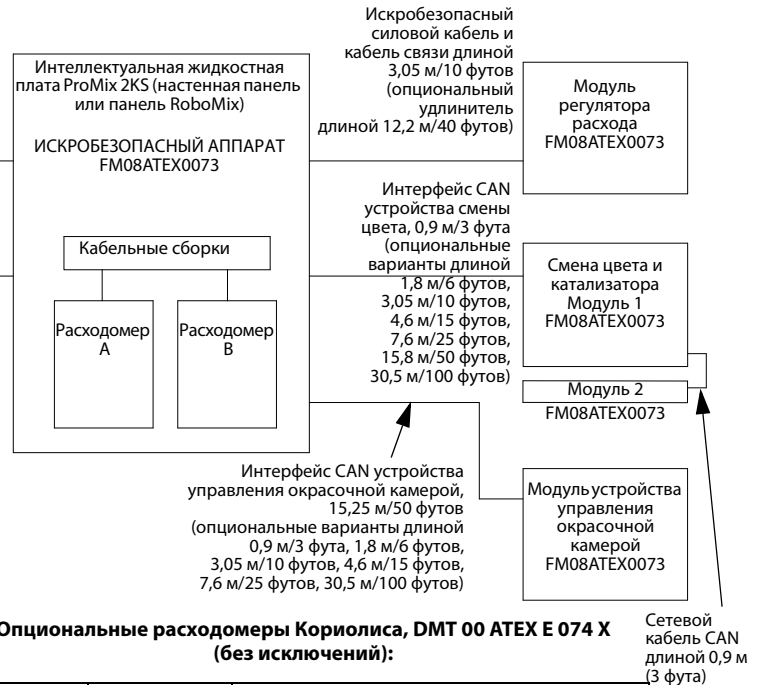 Искробезопасный
силовой кабель и
кабель связи длиной
3,05 м/10 футов
(опциональный
удлинитель
длиной 12,2 м/40 футов)
Интеллектуальная жидкостная
плата ProMix 2KS (настенная панель
или панель RoboMix)
ИСКРОБЕЗОПАСНЫЙ АППАРАТ
FM08ATEX0073
Модуль
регулятора
расхода
FM08ATEX0073
Кабельные сборки
Расходомер
A
Расходомер
B
Интерфейс CAN
устройства смены
цвета, 0,9 м/3 фута
(опциональные
варианты длиной
1,8 м/6 футов,
3,05 м/10 футов,
4,6 м/15 футов,
7,6 м/25 футов,
15,8 м/50 футов,
30,5 м/100 футов)
Смена цвета и
катализатора
Модуль 1
FM08ATEX0073
Модуль 2
FM08ATEX0073
Интерфейс CAN устройства
управления окрасочной камерой,
15,25 м/50 футов
(опциональные варианты длиной
0,9 м/3 фута, 1,8 м/6 футов,
3,05 м/10 футов, 4,6 м/15 футов,
7,6 м/25 футов, 30,5 м/100 футов)
Модуль устройства
управления
окрасочной
камерой
FM08ATEX0073
Сетевой
кабель CAN
длиной 0,9 м
(3 фута)
Опциональные расходомеры Кориолиса, DMT 00 ATEX E 074 X
(без исключений):